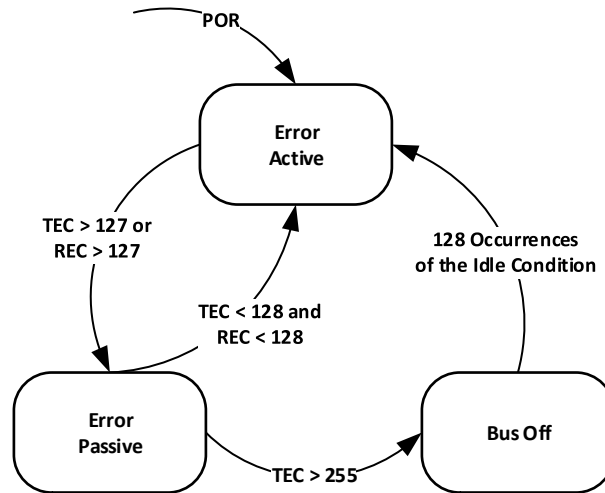 POR
Error
Active
TEC > 127 or
REC > 127
128 Occurrences
of the Idle Condition
TEC < 128 and
REC < 128
Error
Passive
Bus Off
TEC > 255